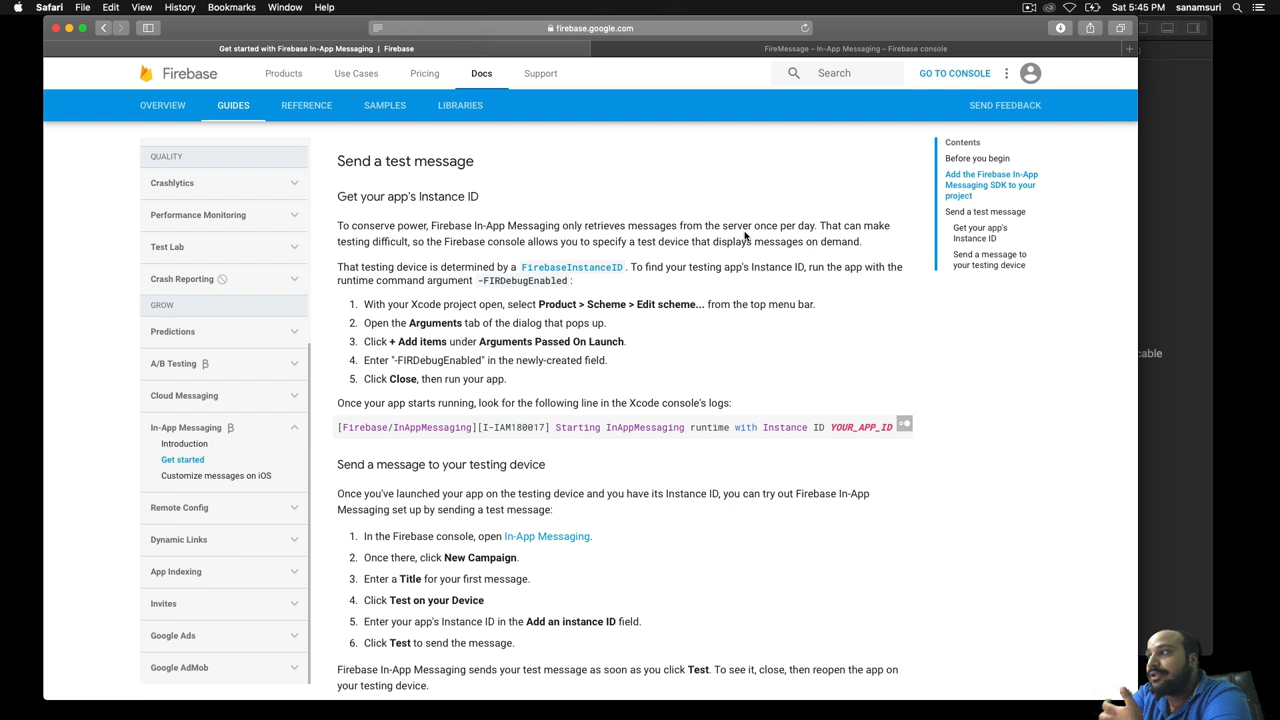 Safari File Edit View History Bookmarks Window Help Sat 5:45 PM sanamsuri
firebase.google.com
Get started with Firebase In-App Messaging | Firebase
FireMessage – In-App Messaging – Firebase console
Firebase Products Use Cases Pricing Docs Support Search GO TO CONSOLE
OVERVIEW GUIDES REFERENCE SAMPLES LIBRARIES SEND FEEDBACK
QUALITY
Crashlytics
Performance Monitoring
Test Lab
Crash Reporting
GROW
Predictions
A/B Testing β
Cloud Messaging
In-App Messaging β
Introduction
Get started
Customize messages on iOS
Remote Config
Dynamic Links
App Indexing
Invites
Google Ads
Google AdMob
Send a test message
Get your app's Instance ID
To conserve power, Firebase In-App Messaging only retrieves messages from the server once per day. That can make
testing difficult, so the Firebase console allows you to specify a test device that displays messages on demand.
That testing device is determined by a FirebaseInstanceID. To find your testing app's Instance ID, run the app with the
runtime command argument -FIRDebugEnabled:
1. With your Xcode project open, select Product > Scheme > Edit scheme... from the top menu bar.
2. Open the Arguments tab of the dialog that pops up.
3. Click + Add items under Arguments Passed On Launch.
4. Enter "-FIRDebugEnabled" in the newly-created field.
5. Click Close, then run your app.
Once your app starts running, look for the following line in the Xcode console's logs:
[Firebase/InAppMessaging][I-IAM180017] Starting InAppMessaging runtime with Instance ID YOUR_APP_ID
Send a message to your testing device
Once you've launched your app on the testing device and you have its Instance ID, you can try out Firebase In-App
Messaging set up by sending a test message:
1. In the Firebase console, open In-App Messaging.
2. Once there, click New Campaign.
3. Enter a Title for your first message.
4. Click Test on your Device
5. Enter your app's Instance ID in the Add an instance ID field.
6. Click Test to send the message.
Firebase In-App Messaging sends your test message as soon as you click Test. To see it, close, then reopen the app on
your testing device.
Contents
Before you begin
Add the Firebase In-App
Messaging SDK to your
project
Send a test message
Get your app's
Instance ID
Send a message to
your testing device
cable